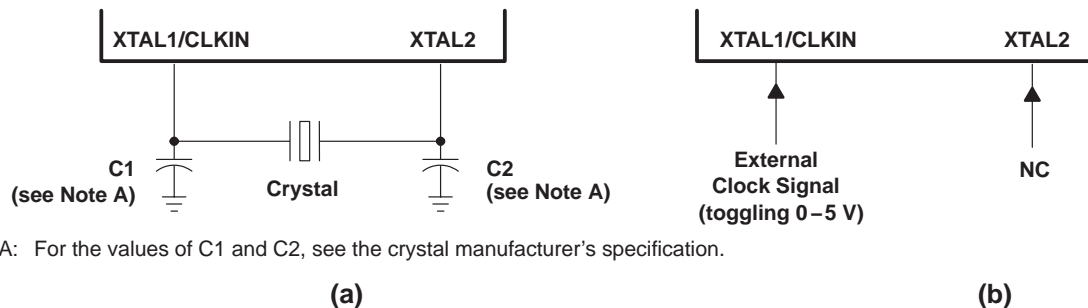 XTAL1/CLKIN XTAL2
C1
(see Note A)
Crystal
C2
(see Note A)
XTAL1/CLKIN XTAL2
External
Clock Signal
(toggling 0–5 V)
NC
A: For the values of C1 and C2, see the crystal manufacturer's specification.
(a) (b)